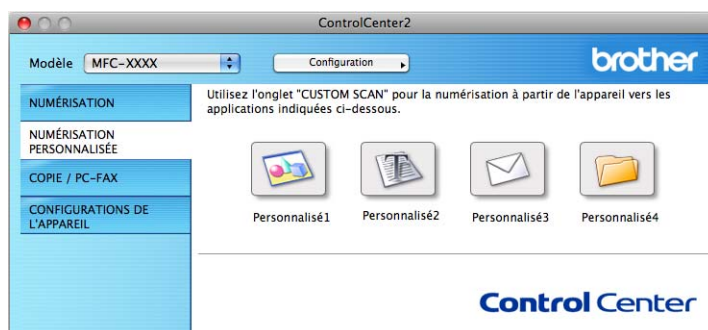 ControlCenter2
Modèle MFC-XXXX Configuration brother
NUMÉRISATION
NUMÉRISATION
PERSONNALISÉE
COPIE / PC-FAX
CONFIGURATIONS DE
L'APPAREIL
Utilisez l'onglet "CUSTOM SCAN" pour la numérisation à partir de l'appareil vers les
applications indiquées ci-dessous.
Personnalisé1 Personnalisé2 Personnalisé3 Personnalisé4
Control Center